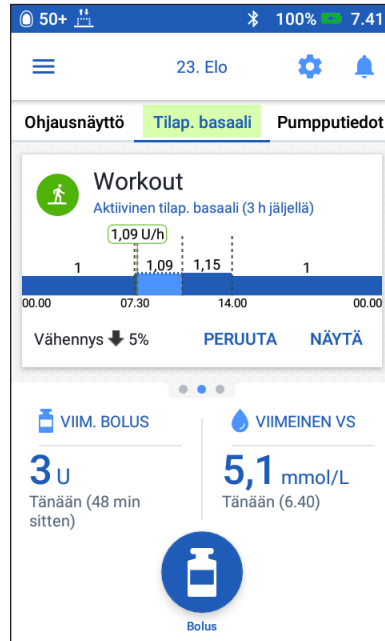 50+ 100% 7.41
23. Elo
Ohjausnäyttö Tilap. basaali Pumpputiedot
Workout
Aktiivinen tilap. basaali (3 h jäljellä)
1,09 U/h
1 1,09 1,15 1
00.00 07.30 14.00 00.00
Vähennys 5% PERUUTA NÄYTÄ
VIIM. BOLUS VIIMEINEN VS
3 U 5,1 mmol/L
Tänään (48 min Tänään (6.40)
sitten)
Bolus